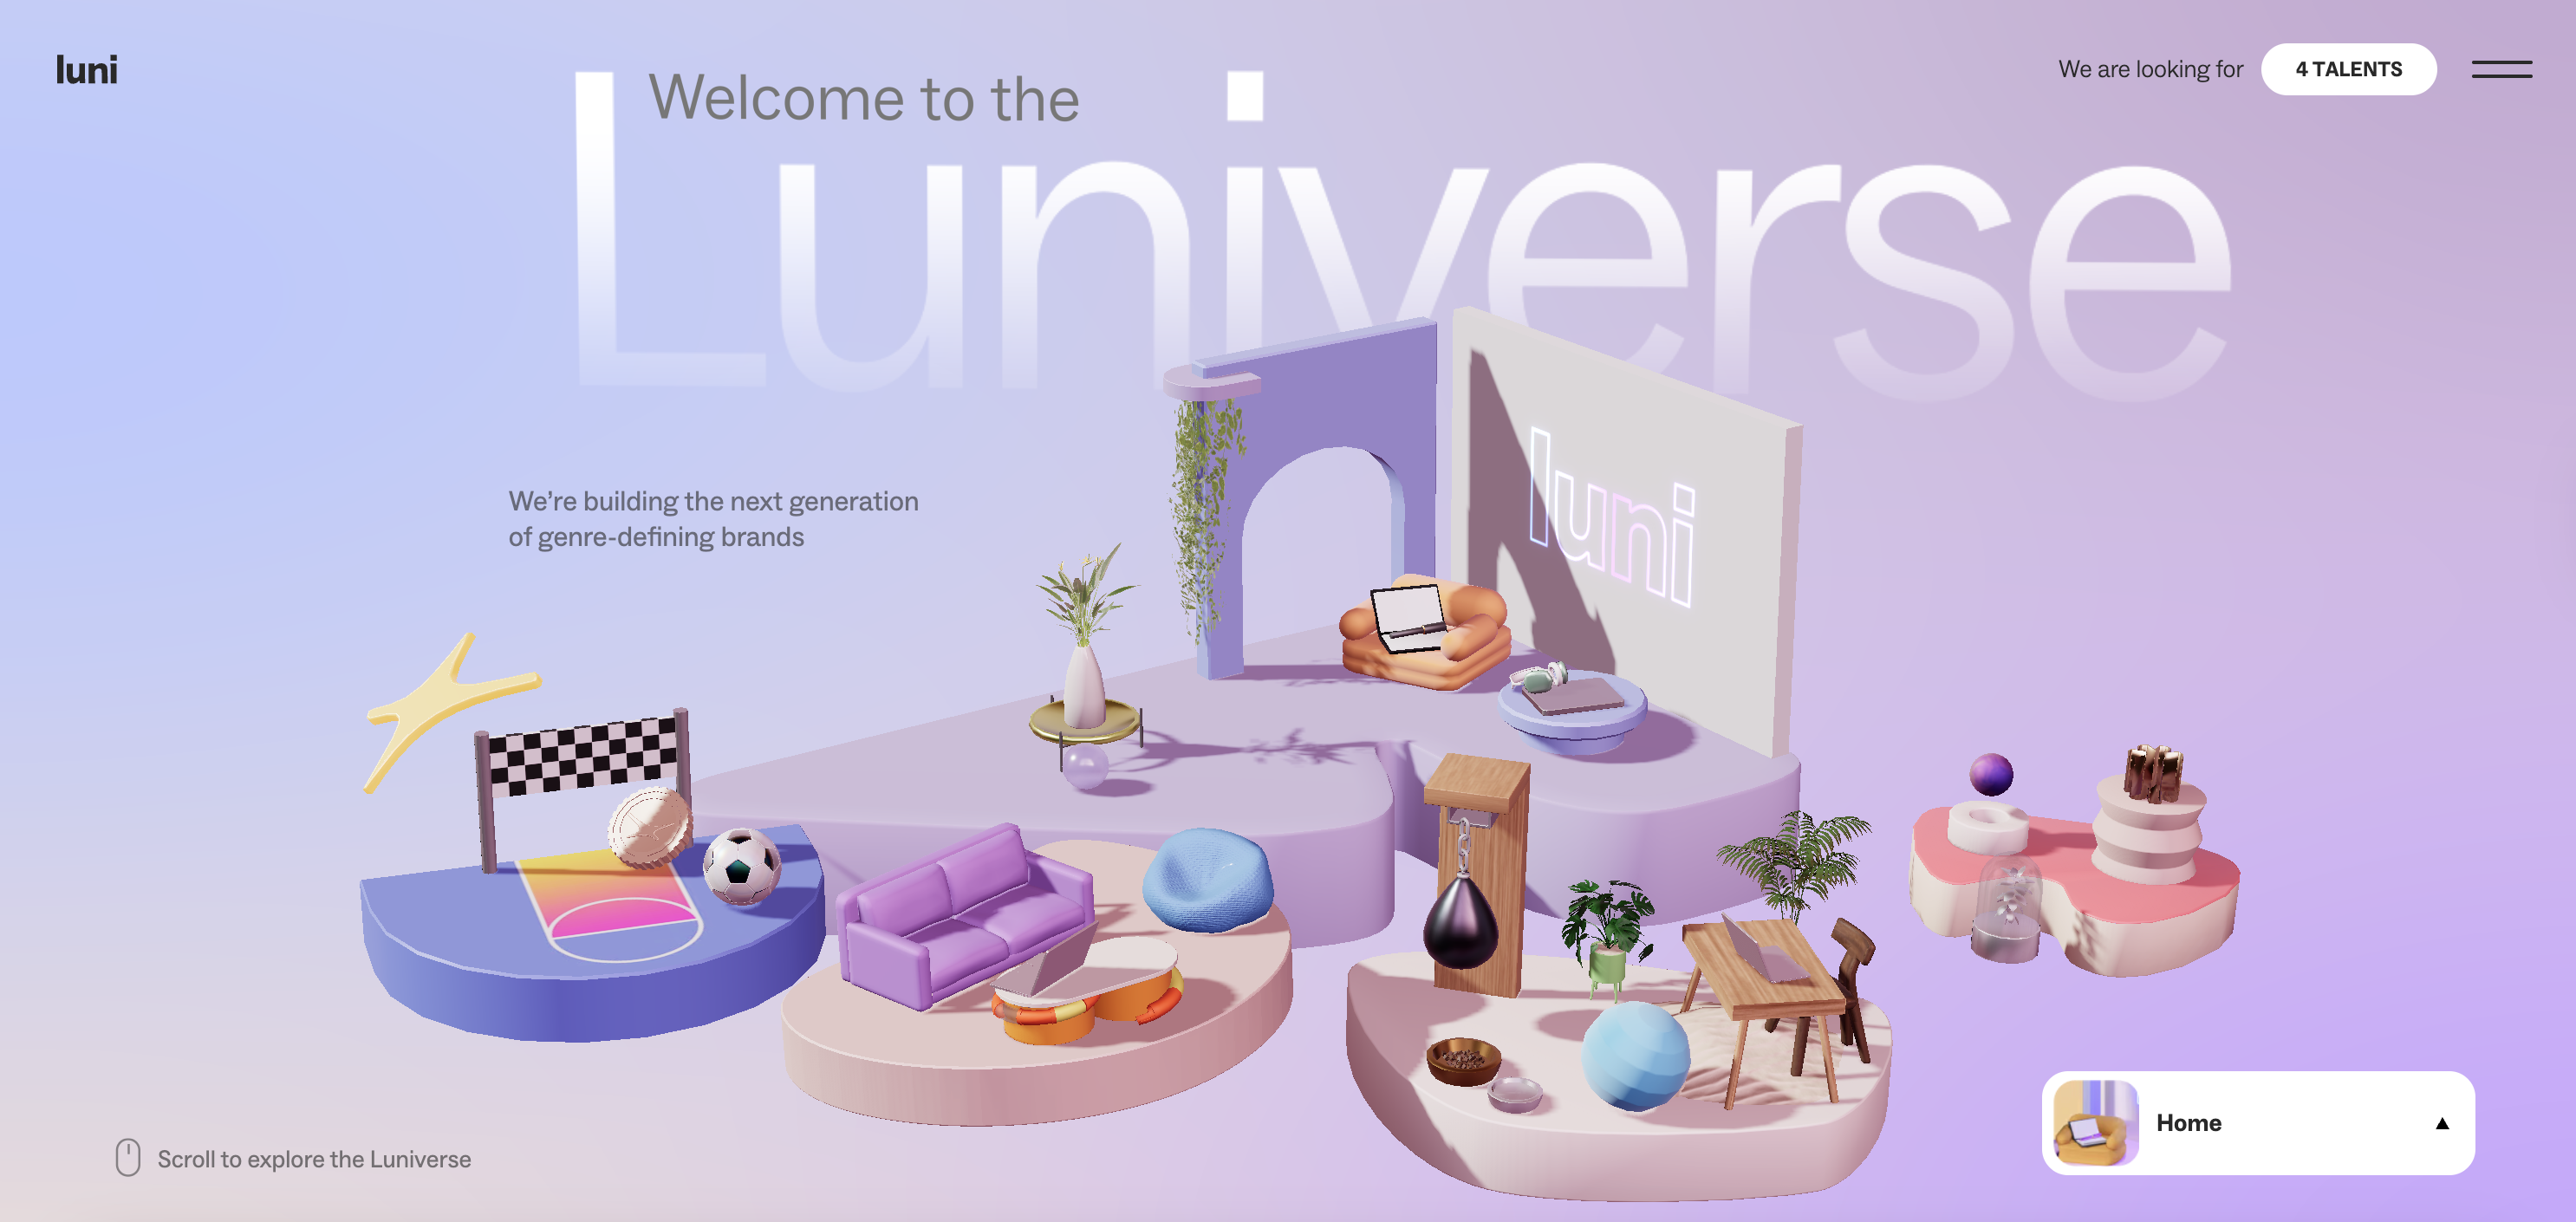 luni
We are looking for
4 TALENTS
Welcome to the
Luniverse
We’re building the next generation
of genre-defining brands
luni
Scroll to explore the Luniverse
Home